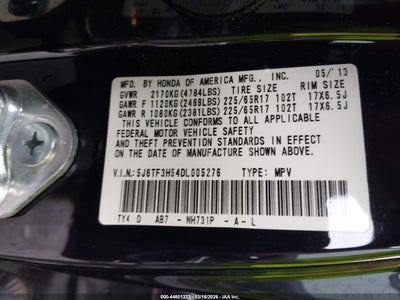 MFD. BY HONDA OF AMERICA MFG., INC. 05/13
GVWR 2170KG(4784LBS) TIRE SIZE RIM SIZE
GAWR F 1120KG(2469LBS) 225/65R17 102T 17X6.5J
GAWR R 1080KG(2381LBS) 225/65R17 102T 17X6.5J
THIS VEHICLE CONFORMS TO ALL APPLICABLE
FEDERAL MOTOR VEHICLE SAFETY AND
THEFT PREVENTION STANDARDS IN EFFECT
ON THE DATE OF MANUFACTURE SHOWN ABOVE.
V.I.N.:5J6TF3H54DL005276 TYPE: MPV
TY4 D AB7 - NH731P - A - L
000-44601322 - 03/18/2026 - IAAI.COM